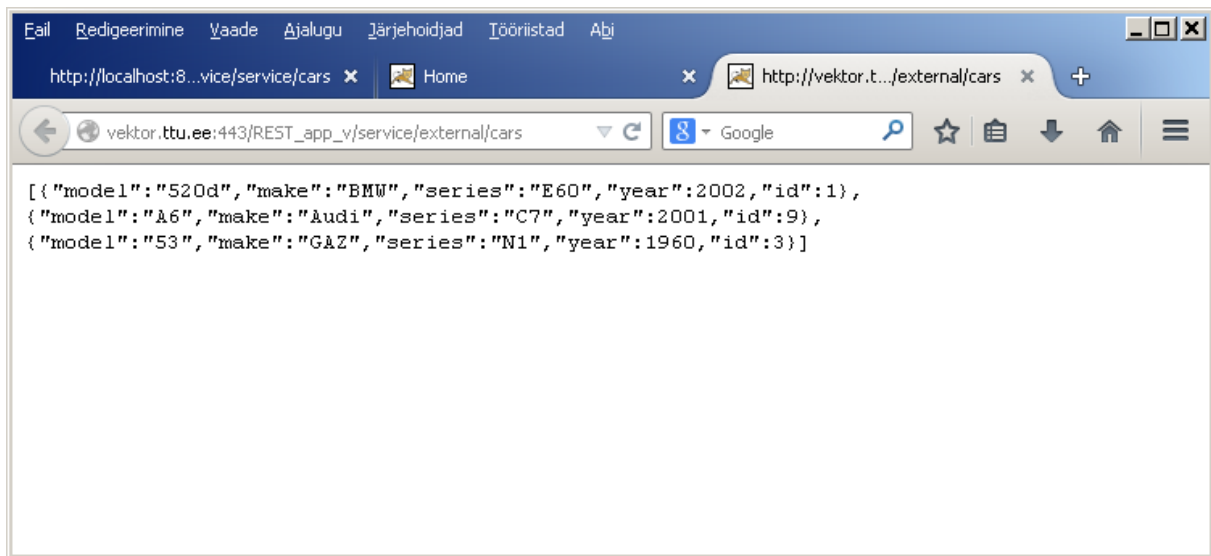 Fail Redigeerimine Vaade Ajalugu Järjehoidjad Tööriistad Abi
http://localhost:8...vice/service/cars Home http://vektor.t.../external/cars
vektor.ttu.ee:443/REST_app_v/service/external/cars 8 Google
[{"model":"520d","make":"BMW","series":"E60","year":2002,"id":1},
{"model":"A6","make":"Audi","series":"C7","year":2001,"id":9},
{"model":"53","make":"GAZ","series":"N1","year":1960,"id":3}]